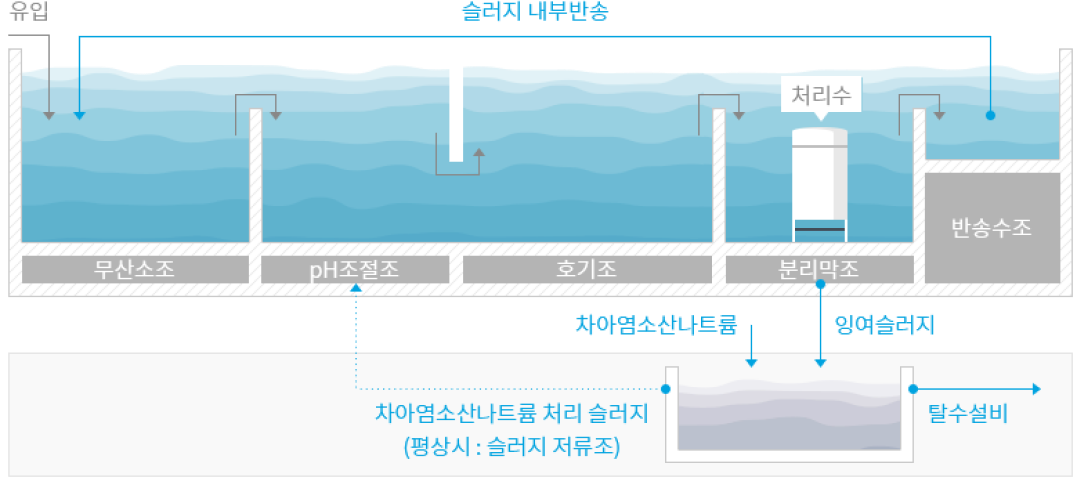 유입
슬러지 내부반송
처리수
반송수조
무산소조
pH조절조
호기조
분리막조
차아염소산나트륨
잉여슬러지
차아염소산나트륨 처리 슬러지
(평상시 : 슬러지 저류조)
탈수설비